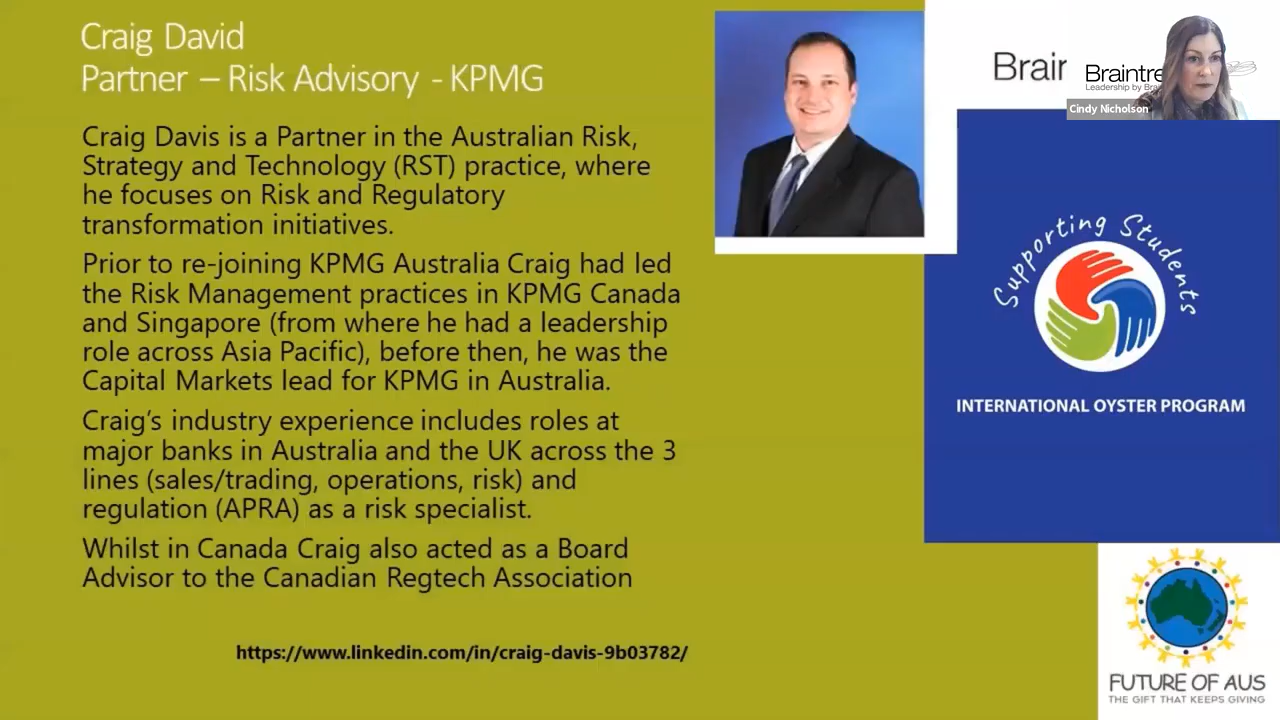 Craig David
Partner – Risk Advisory - KPMG
Craig Davis is a Partner in the Australian Risk,
Strategy and Technology (RST) practice, where
he focuses on Risk and Regulatory
transformation initiatives.
Prior to re-joining KPMG Australia Craig had led
the Risk Management practices in KPMG Canada
and Singapore (from where he had a leadership
role across Asia Pacific), before then, he was the
Capital Markets lead for KPMG in Australia.
Craig’s industry experience includes roles at
major banks in Australia and the UK across the 3
lines (sales/trading, operations, risk) and
regulation (APRA) as a risk specialist.
Whilst in Canada Craig also acted as a Board
Advisor to the Canadian Regtech Association
https://www.linkedin.com/in/craig-davis-9b03782/
Leadership by
Cindy Nicholson
Supporting Students
INTERNATIONAL OYSTER PROGRAM
FUTURE OF AUS
THE GIFT THAT KEEPS GIVING